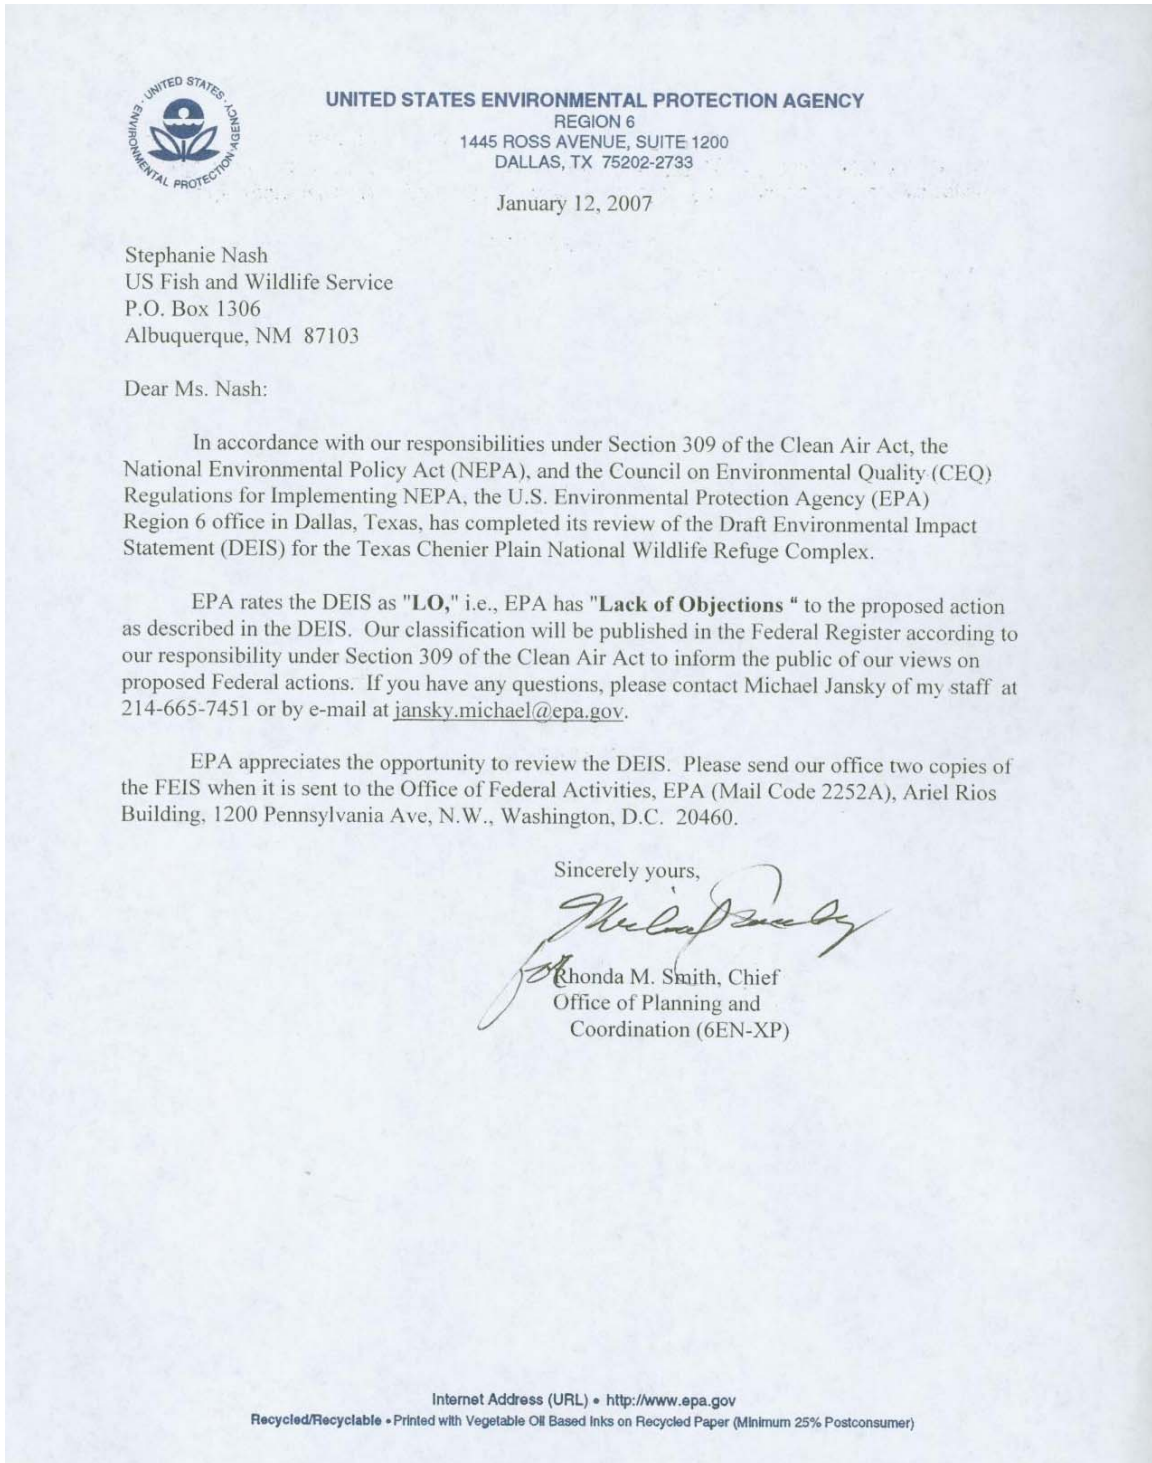 UNITED STATES · ENVIRONMENTAL PROTECTION AGENCY ·
UNITED STATES ENVIRONMENTAL PROTECTION AGENCY
REGION 6
1445 ROSS AVENUE, SUITE 1200
DALLAS, TX 75202-2733
January 12, 2007
Stephanie Nash
US Fish and Wildlife Service
P.O. Box 1306
Albuquerque, NM 87103
Dear Ms. Nash:
In accordance with our responsibilities under Section 309 of the Clean Air Act, the
National Environmental Policy Act (NEPA), and the Council on Environmental Quality (CEQ)
Regulations for Implementing NEPA, the U.S. Environmental Protection Agency (EPA)
Region 6 office in Dallas, Texas, has completed its review of the Draft Environmental Impact
Statement (DEIS) for the Texas Chenier Plain National Wildlife Refuge Complex.
EPA rates the DEIS as "LO," i.e., EPA has "Lack of Objections “ to the proposed action
as described in the DEIS. Our classification will be published in the Federal Register according to
our responsibility under Section 309 of the Clean Air Act to inform the public of our views on
proposed Federal actions. If you have any questions, please contact Michael Jansky of my staff at
214-665-7451 or by e-mail at jansky.michael@epa.gov.
EPA appreciates the opportunity to review the DEIS. Please send our office two copies of
the FEIS when it is sent to the Office of Federal Activities, EPA (Mail Code 2252A), Ariel Rios
Building, 1200 Pennsylvania Ave, N.W., Washington, D.C. 20460.
Sincerely yours,
Michael Jansky
for Rhonda M. Smith, Chief
Office of Planning and
Coordination (6EN-XP)
Internet Address (URL) • http://www.epa.gov
Recycled/Recyclable • Printed with Vegetable Oil Based Inks on Recycled Paper (Minimum 25% Postconsumer)